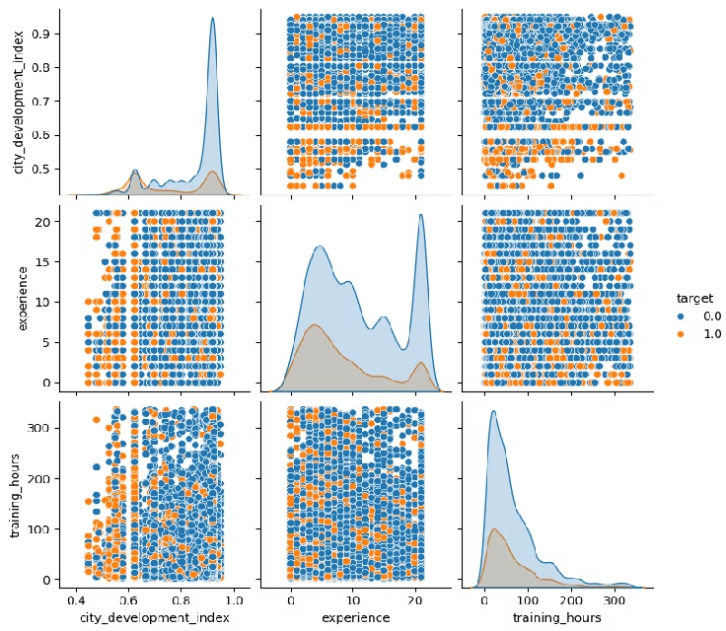 city_development_index
0.9
0.8
0.7
0.6
0.5
experience
20
15
10
5
0
target
0.0
1.0
training_hours
300
200
100
0
0.4 0.6 0.8 1.0
0 10 20
0 100 200 300
city_development_index experience training_hours